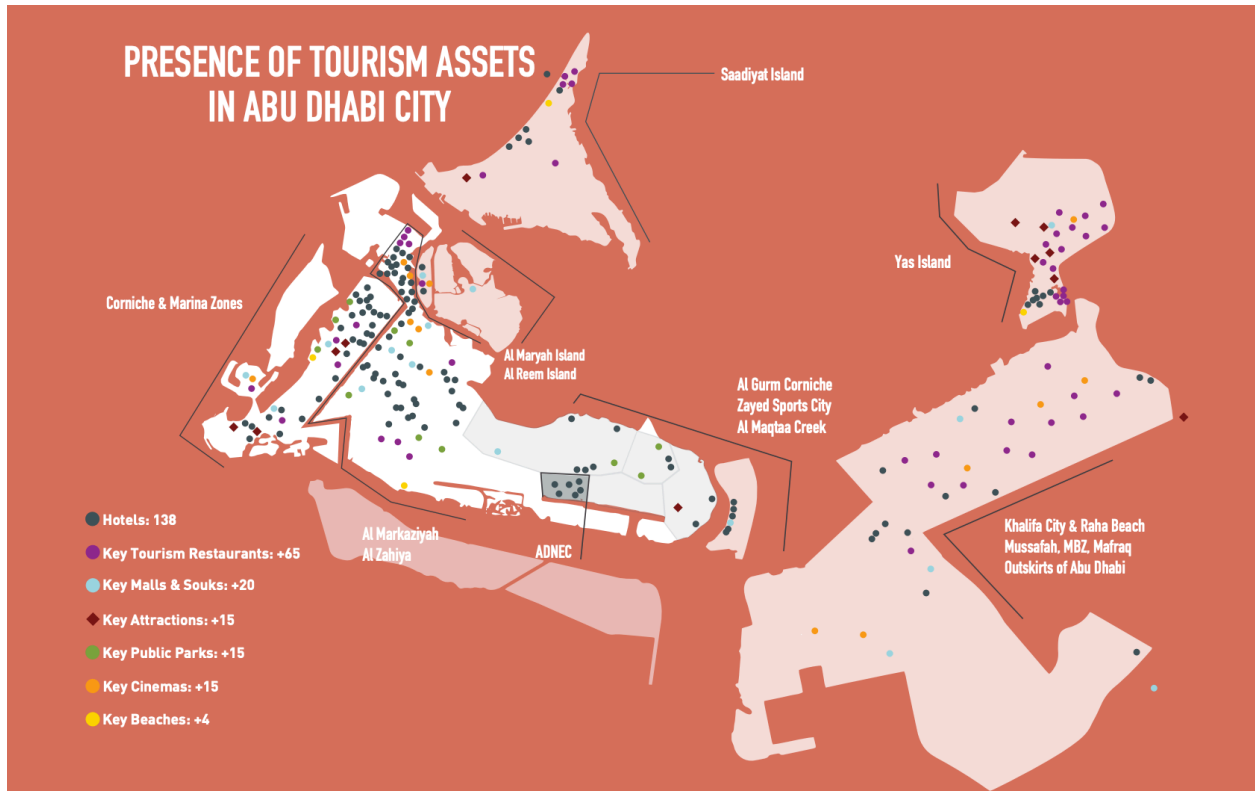 PRESENCE OF TOURISM ASSETS
IN ABU DHABI CITY
Saadiyat Island
Yas Island
Corniche & Marina Zones
Al Maryah Island
Al Reem Island
Al Gurm Corniche
Zayed Sports City
Al Maqtaa Creek
Khalifa City & Raha Beach
Mussafah, MBZ, Mafraq
Outskirts of Abu Dhabi
Al Markaziyah
Al Zahiya
ADNEC
Hotels: 138
Key Tourism Restaurants: +65
Key Malls & Souks: +20
Key Attractions: +15
Key Public Parks: +15
Key Cinemas: +15
Key Beaches: +4